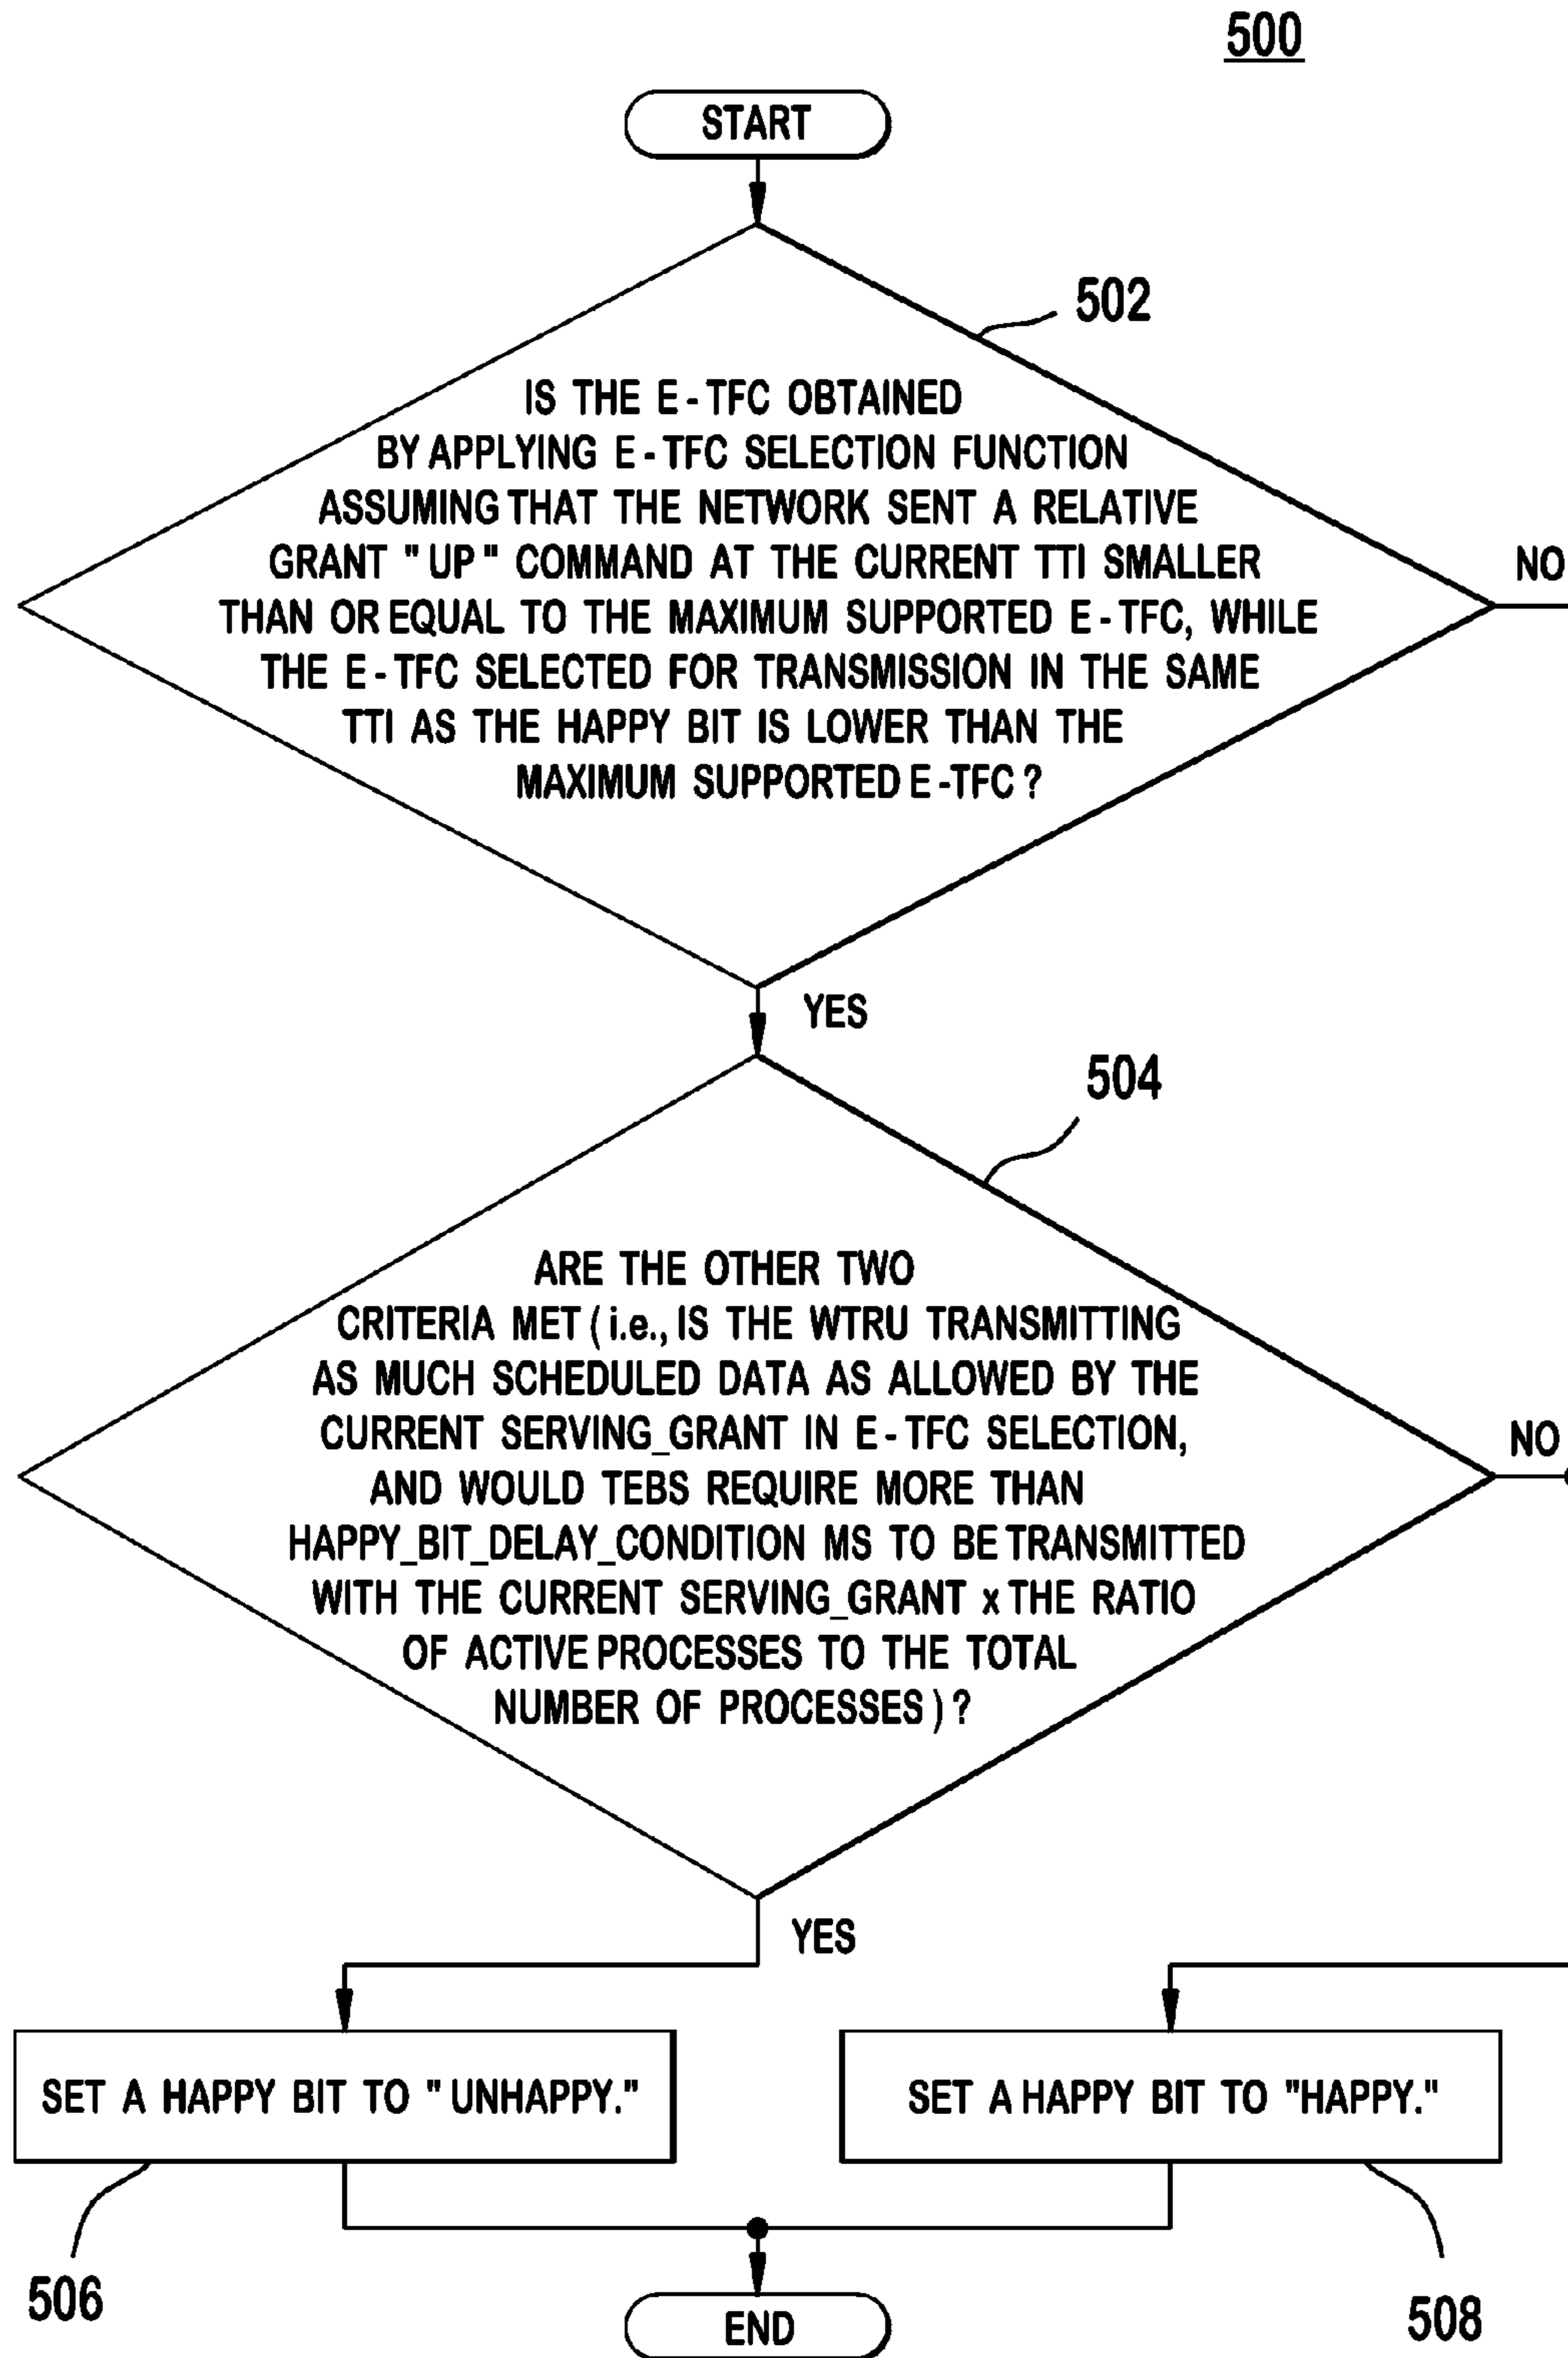 500
START
502
IS THE E-TFC OBTAINED
BY APPLYING E-TFC SELECTION FUNCTION
ASSUMING THAT THE NETWORK SENT A RELATIVE
GRANT "UP" COMMAND AT THE CURRENT TTI SMALLER
THAN OR EQUAL TO THE MAXIMUM SUPPORTED E-TFC, WHILE
THE E-TFC SELECTED FOR TRANSMISSION IN THE SAME
TTI AS THE HAPPY BIT IS LOWER THAN THE
MAXIMUM SUPPORTED E-TFC?
NO
YES
504
ARE THE OTHER TWO
CRITERIA MET (i.e., IS THE WTRU TRANSMITTING
AS MUCH SCHEDULED DATA AS ALLOWED BY THE
CURRENT SERVING_GRANT IN E-TFC SELECTION,
AND WOULD TEBS REQUIRE MORE THAN
HAPPY_BIT_DELAY_CONDITION MS TO BE TRANSMITTED
WITH THE CURRENT SERVING_GRANT x THE RATIO
OF ACTIVE PROCESSES TO THE TOTAL
NUMBER OF PROCESSES)?
NO
YES
SET A HAPPY BIT TO "UNHAPPY."
SET A HAPPY BIT TO "HAPPY."
506
508
END